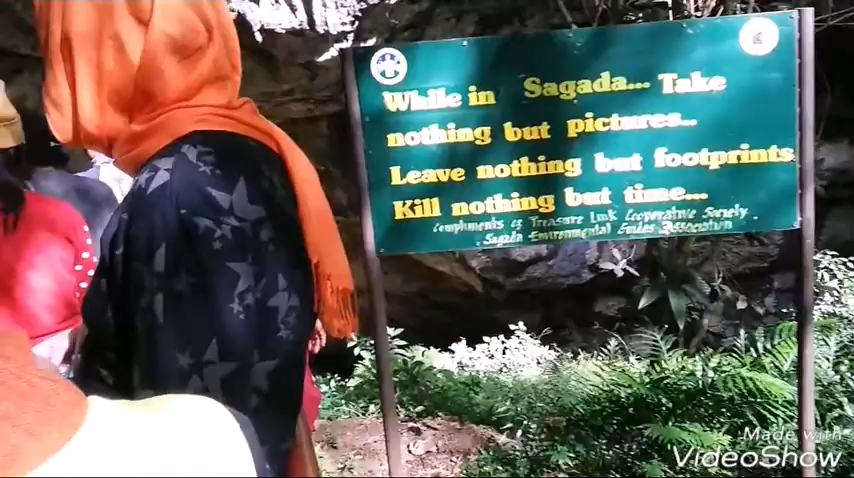 While in Sagada... Take
nothing but pictures...
Leave nothing but footprints...
Kill nothing but time...
Compliments of: Treasure Link Cooperative Society
Sagada Environmental Guides Association
Made with
VideoShow